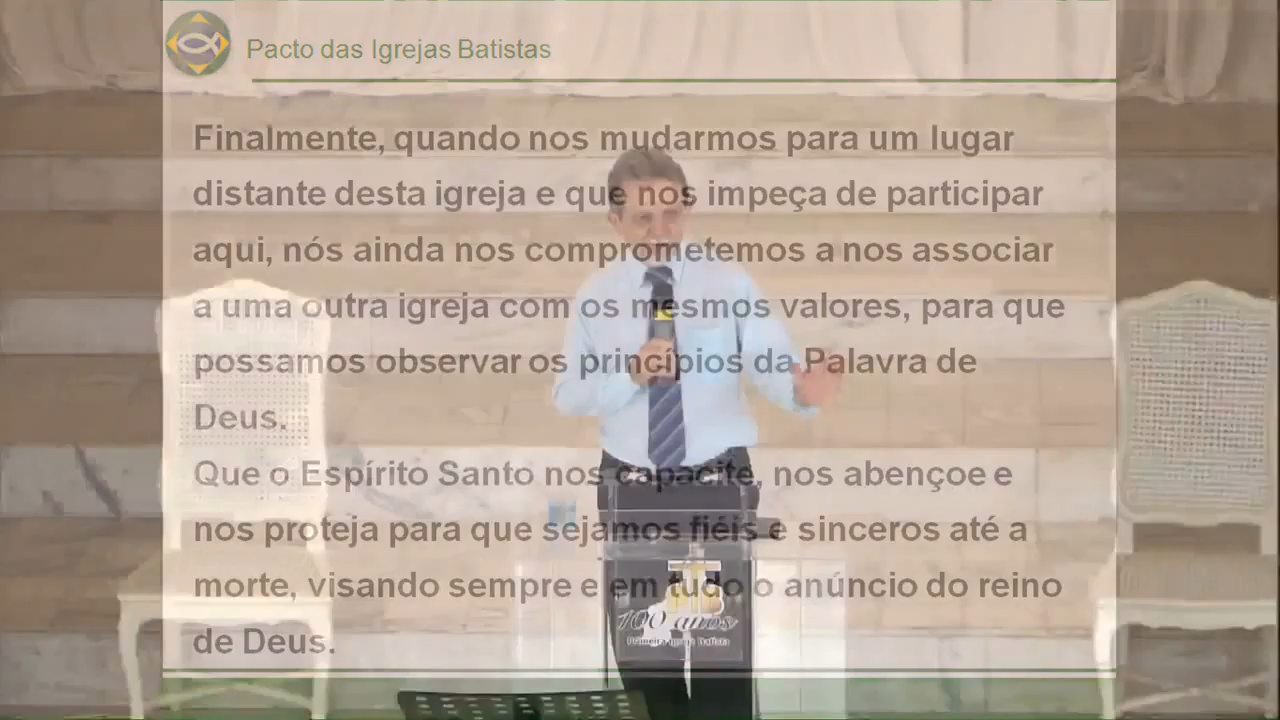 Pacto das Igrejas Batistas
Finalmente, quando nos mudarmos para um lugar
distante desta igreja e que nos impeça de participar
aqui, nós ainda nos comprometemos a nos associar
a uma outra igreja com os mesmos valores, para que
possamos observar os princípios da Palavra de
Deus.
Que o Espírito Santo nos capacite, nos abençoe e
nos proteja para que sejamos fiéis e sinceros até a
morte, visando sempre e em tudo o anúncio do reino
de Deus.
100 anos
Primeira Igreja Batista